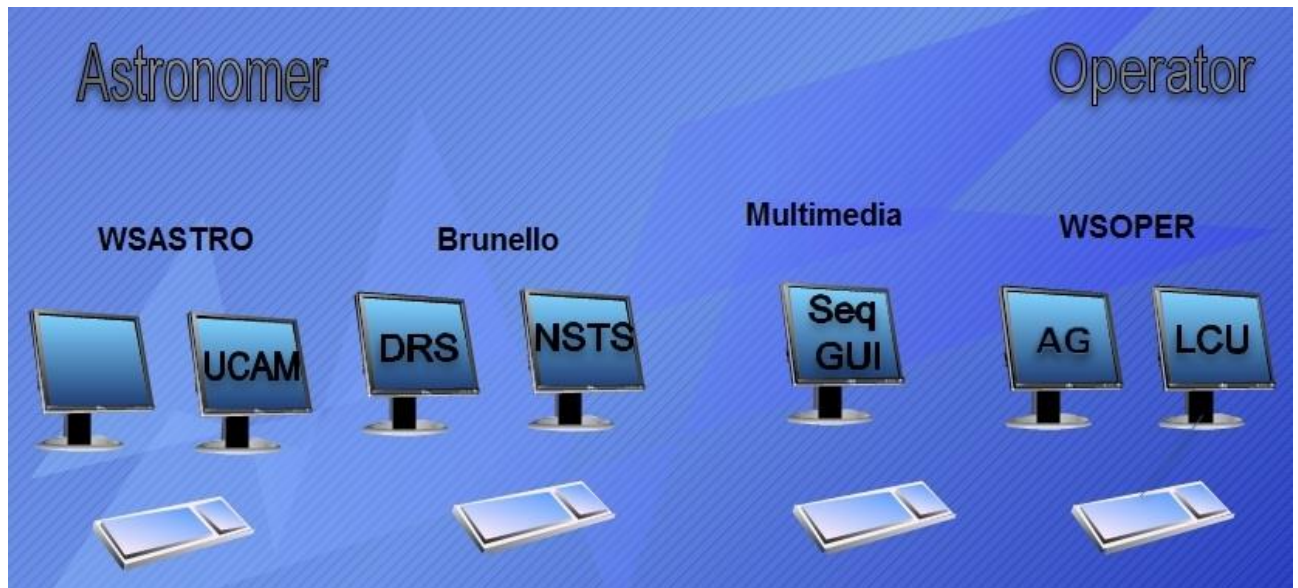 Astronomer
Operator
WSASTRO
Brunello
Multimedia
WSOPER
UCAM
DRS
NSTS
Seq
GUI
AG
LCU